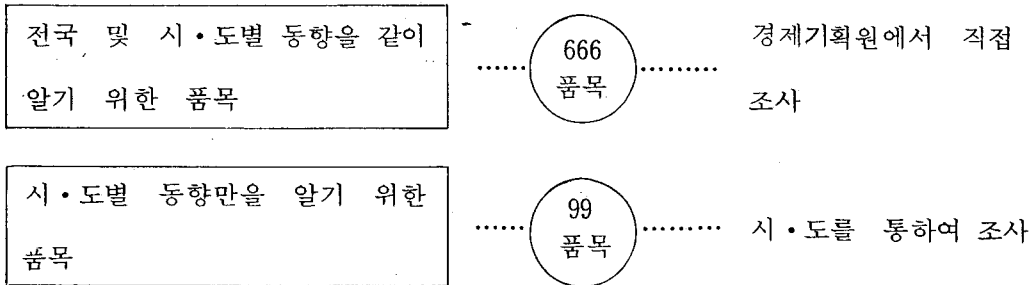 전국 및 시·도별 동향을 같이
알기 위한 품목
666
품목
경제기획원에서 직접
조사
시·도별 동향만을 알기 위한
품목
99
품목
시·도를 통하여 조사